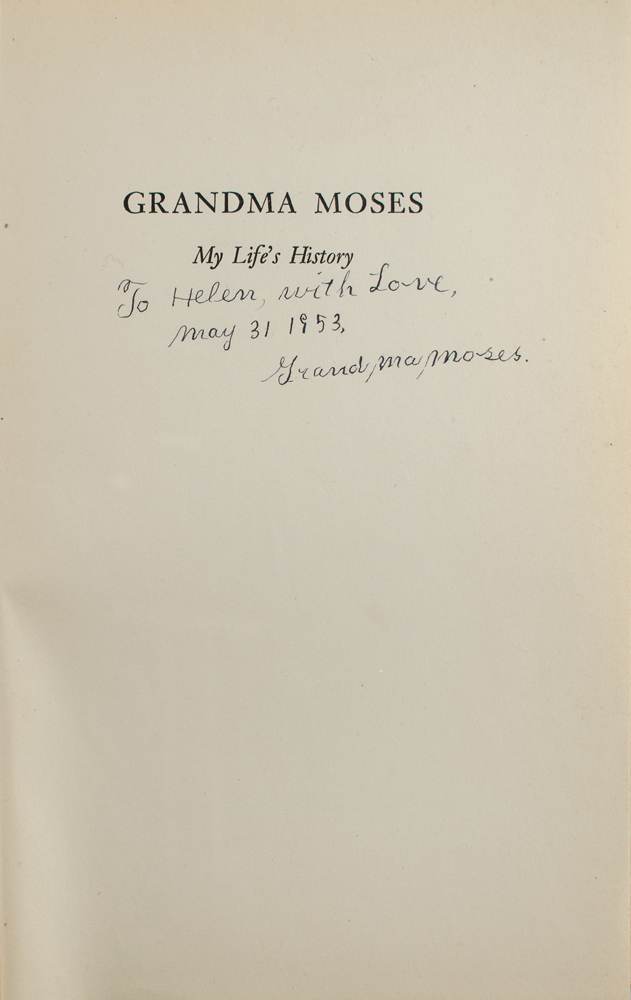 GRANDMA MOSES
My Life's History
To Helen, with Love,
may 31 1953,
Grandma Moses.